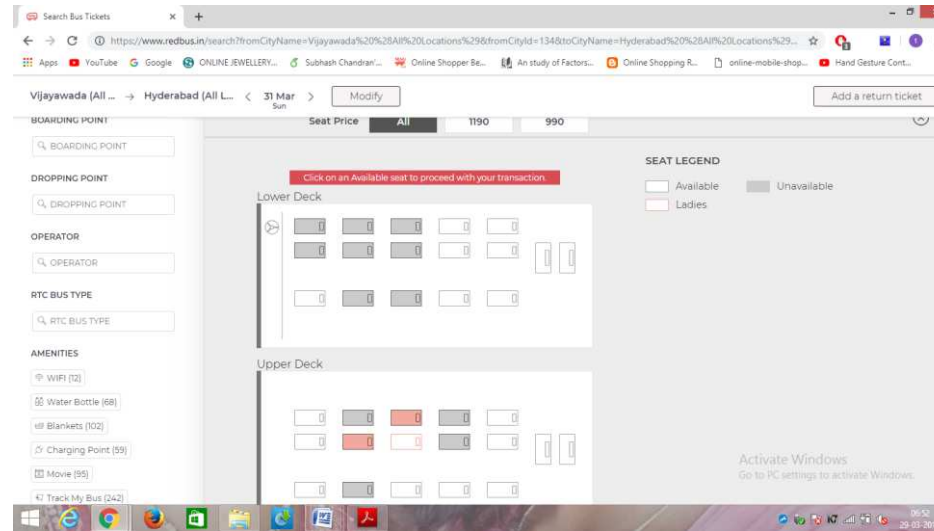 Search Bus Tickets
https://www.redbus.in/search?fromCityName=Vijayawada%20%28All%20Locations%29&fromCityId=134&toCityName=Hyderabad%20%28All%20Locations%29...
Apps YouTube Google ONLINE JEWELLERY... Subhash Chandran'... Online Shopper Be... An study of Factors... Online Shopping R... online-mobile-shop... Hand Gesture Cont...
Vijayawada (All ... → Hyderabad (All L... < 31 Mar > Modify Add a return ticket
Sun
BOARDING POINT Seat Price All 1190 990
BOARDING POINT
SEAT LEGEND
DROPPING POINT Click on an Available seat to proceed with your transaction.
Available Unavailable
Lower Deck
DROPPING POINT Ladies
OPERATOR
OPERATOR
RTC BUS TYPE
RTC BUS TYPE
AMENITIES
Upper Deck
WIFI (12)
Water Bottle (68)
Blankets (102)
Charging Point (59)
Activate Windows
Movie (95) Go to PC settings to activate Windows.
Track My Bus (242)
06:52